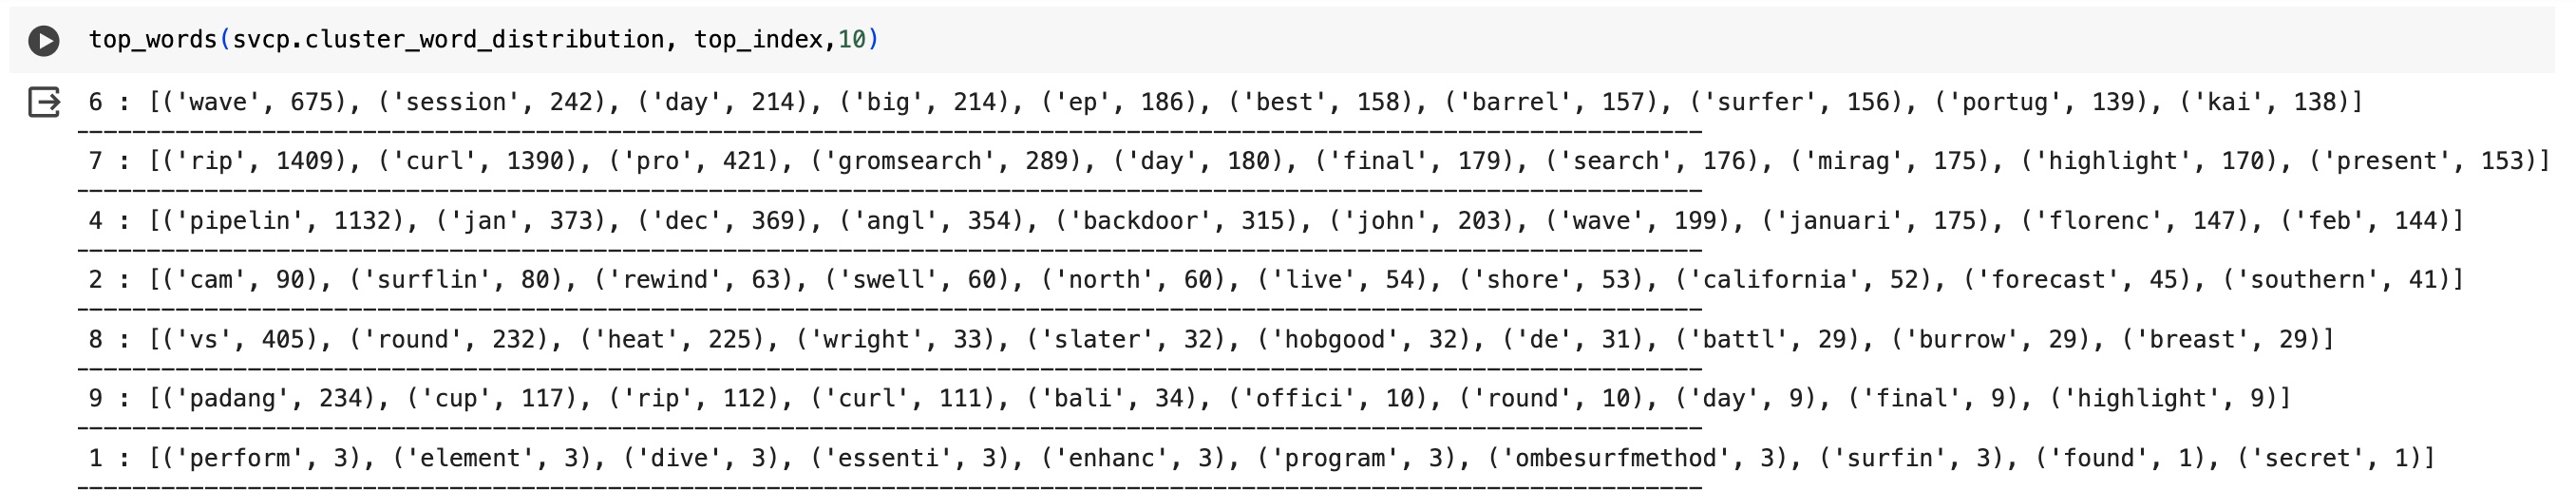 top_words(svcp.cluster_word_distribution, top_index,10)
6 : [('wave', 675), ('session', 242), ('day', 214), ('big', 214), ('ep', 186), ('best', 158), ('barrel', 157), ('surfer', 156), ('portug', 139), ('kai', 138)]
7 : [('rip', 1409), ('curl', 1390), ('pro', 421), ('gromsearch', 289), ('day', 180), ('final', 179), ('search', 176), ('mirag', 175), ('highlight', 170), ('present', 153)]
4 : [('pipelin', 1132), ('jan', 373), ('dec', 369), ('angl', 354), ('backdoor', 315), ('john', 203), ('wave', 199), ('januari', 175), ('florenc', 147), ('feb', 144)]
2 : [('cam', 90), ('surflin', 80), ('rewind', 63), ('swell', 60), ('north', 60), ('live', 54), ('shore', 53), ('california', 52), ('forecast', 45), ('southern', 41)]
8 : [('vs', 405), ('round', 232), ('heat', 225), ('wright', 33), ('slater', 32), ('hobgood', 32), ('de', 31), ('battl', 29), ('burrow', 29), ('breast', 29)]
9 : [('padang', 234), ('cup', 117), ('rip', 112), ('curl', 111), ('bali', 34), ('offici', 10), ('round', 10), ('day', 9), ('final', 9), ('highlight', 9)]
1 : [('perform', 3), ('element', 3), ('dive', 3), ('essenti', 3), ('enhanc', 3), ('program', 3), ('ombesurfmethod', 3), ('surfin', 3), ('found', 1), ('secret', 1)]